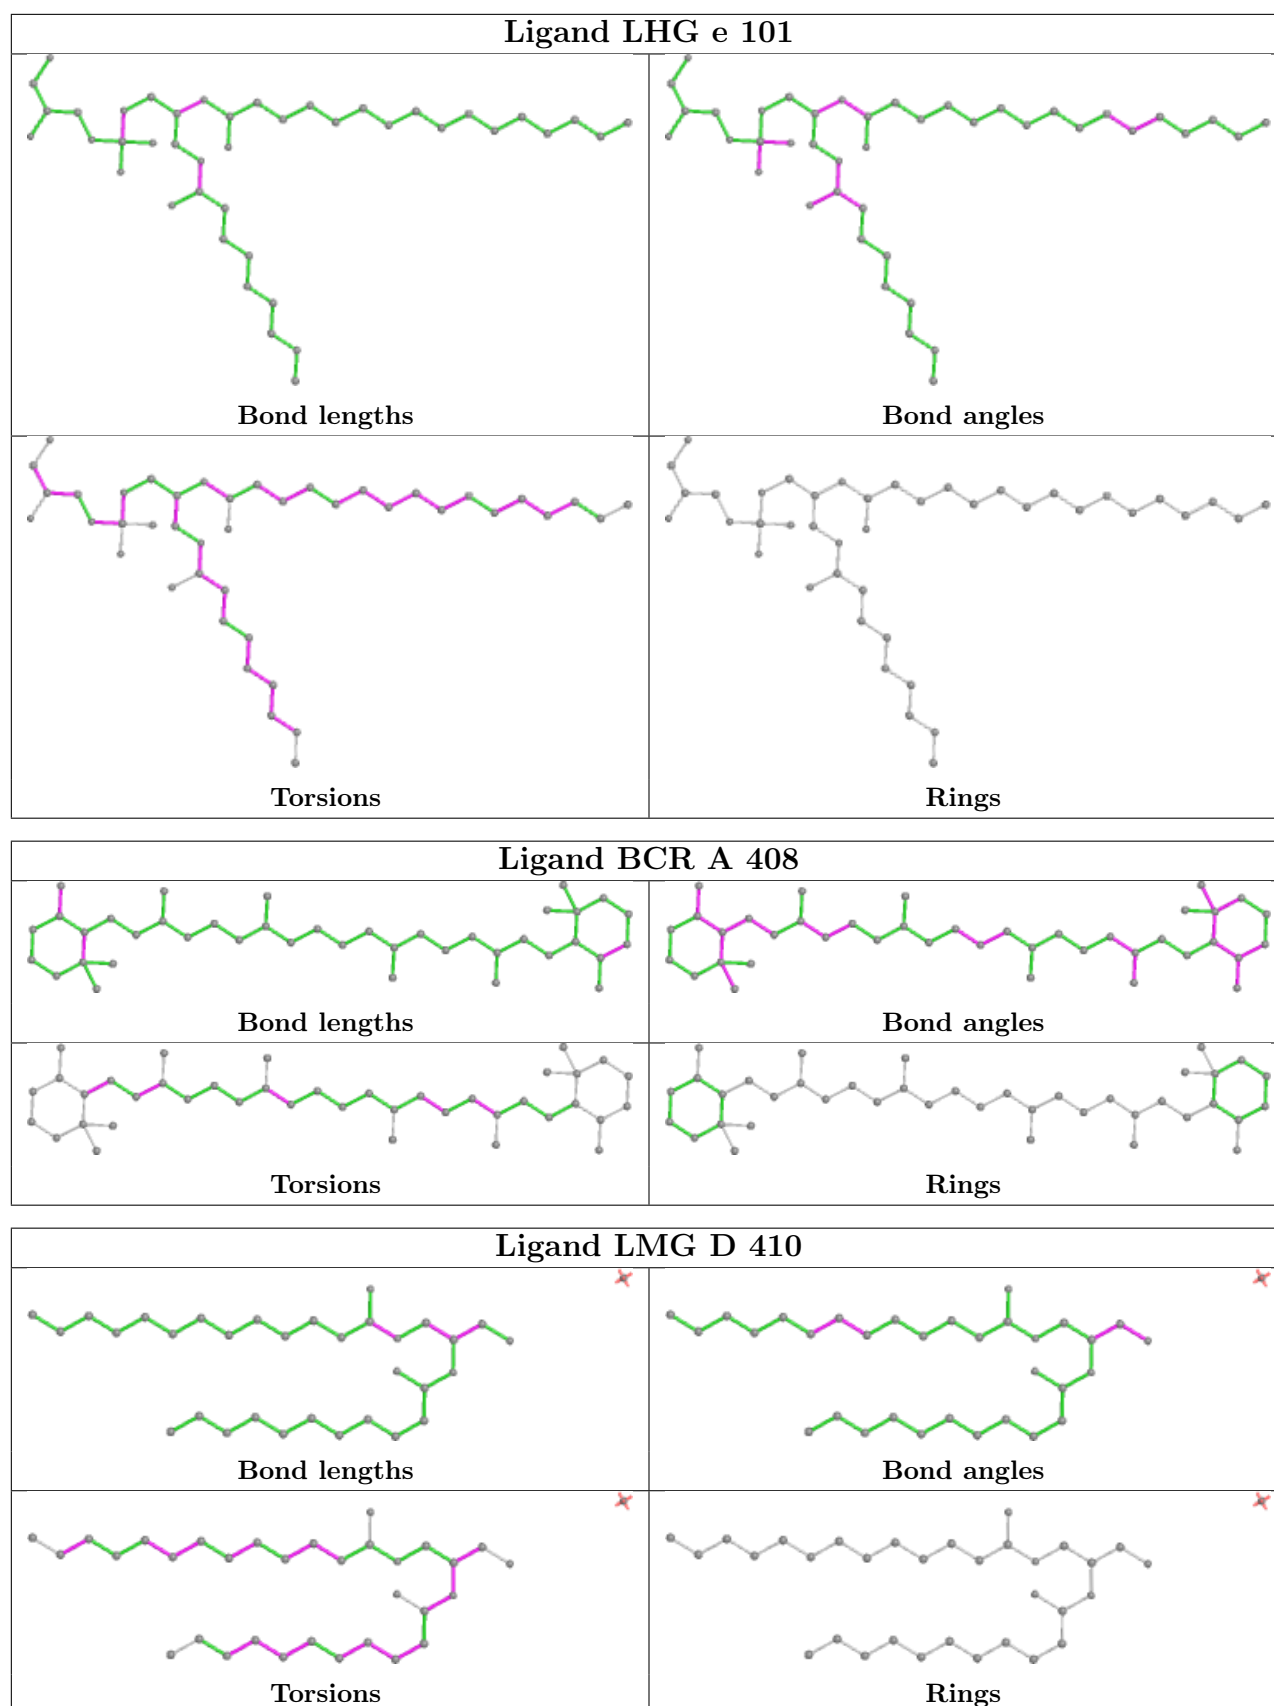 Ligand LHG e 101
Bond lengths
Bond angles
Torsions
Rings
Ligand BCR A 408
Bond lengths
Bond angles
Torsions
Rings
Ligand LMG D 410
Bond lengths
Bond angles
Torsions
Rings